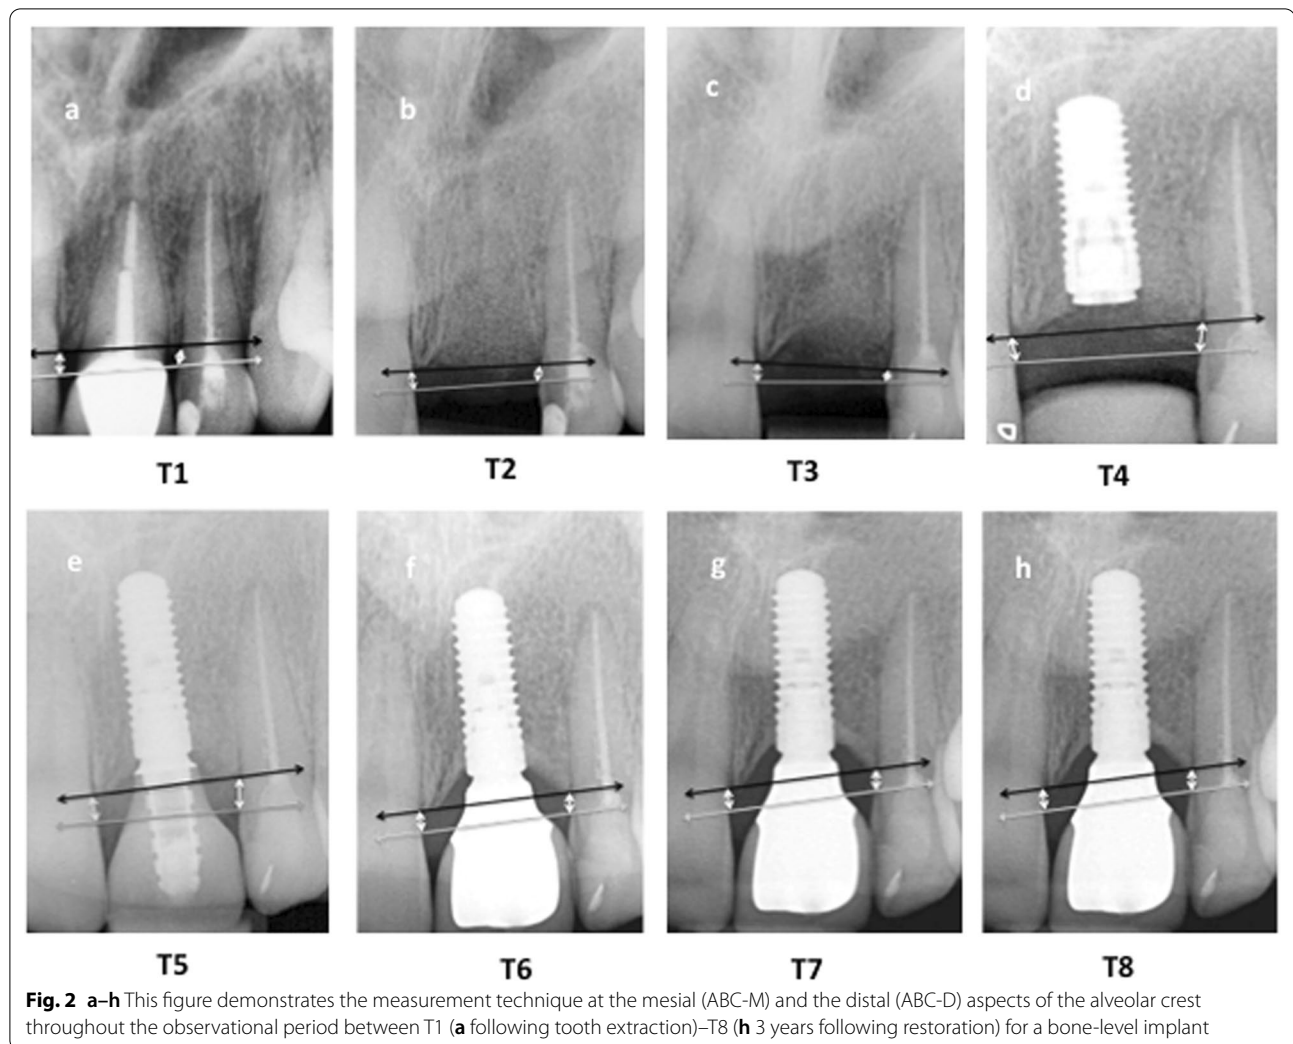 a b c d
T1 T2 T3 T4
e f g h
T5 T6 T7 T8
Fig. 2 a–h This figure demonstrates the measurement technique at the mesial (ABC-M) and the distal (ABC-D) aspects of the alveolar crest
throughout the observational period between T1 (a following tooth extraction)–T8 (h 3 years following restoration) for a bone-level implant